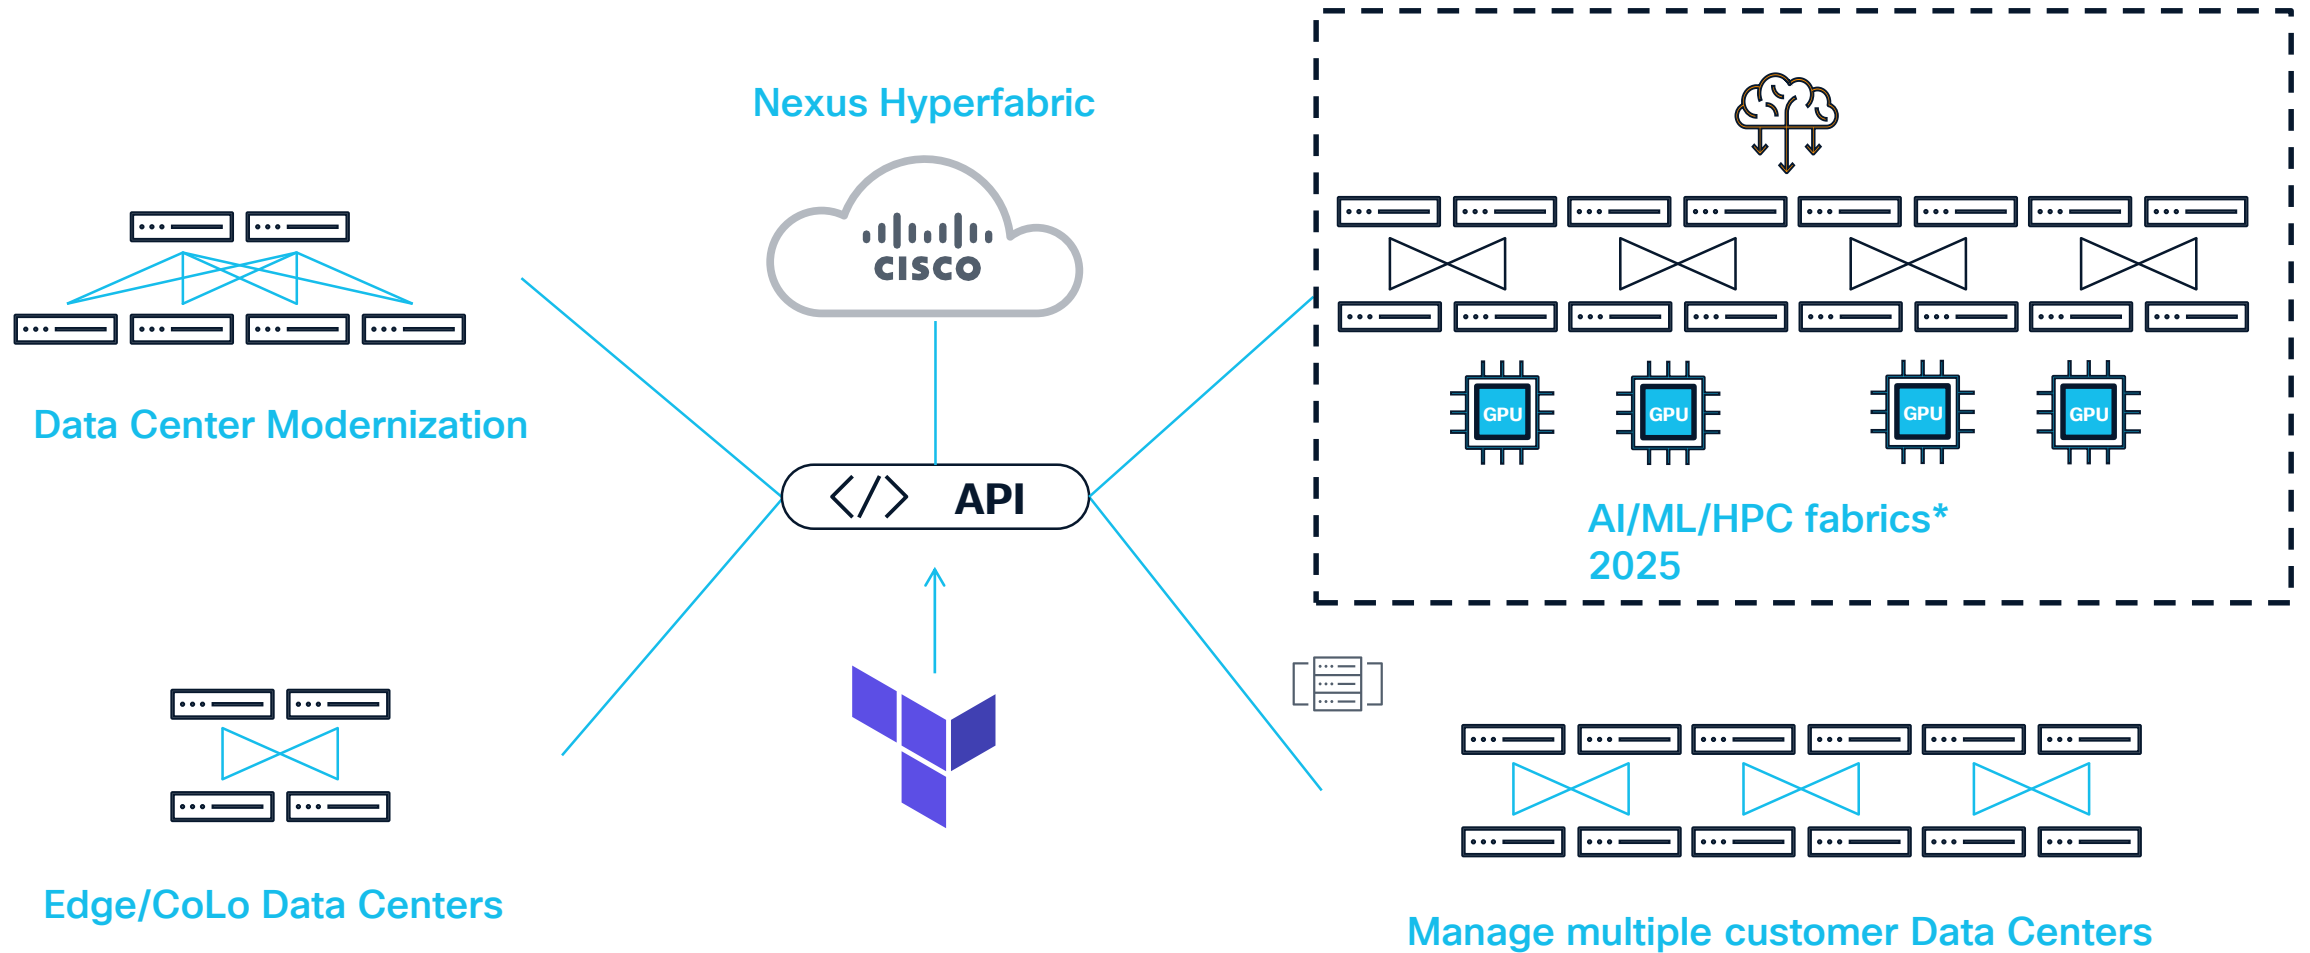 Nexus Hyperfabric
CISCO
Data Center Modernization
</> API
GPU
GPU
GPU
GPU
AI/ML/HPC fabrics*
2025
Edge/CoLo Data Centers
Manage multiple customer Data Centers